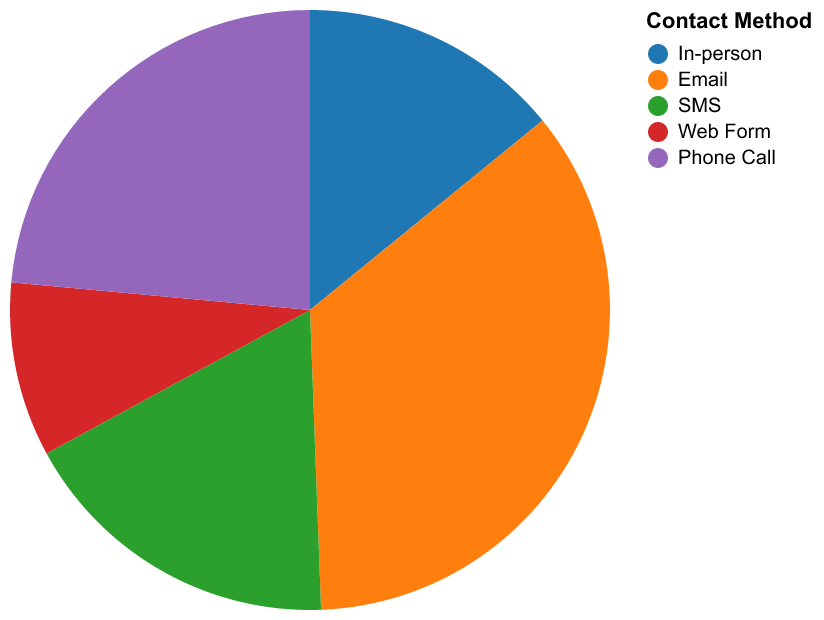 Contact Method
In-person
Email
SMS
Web Form
Phone Call